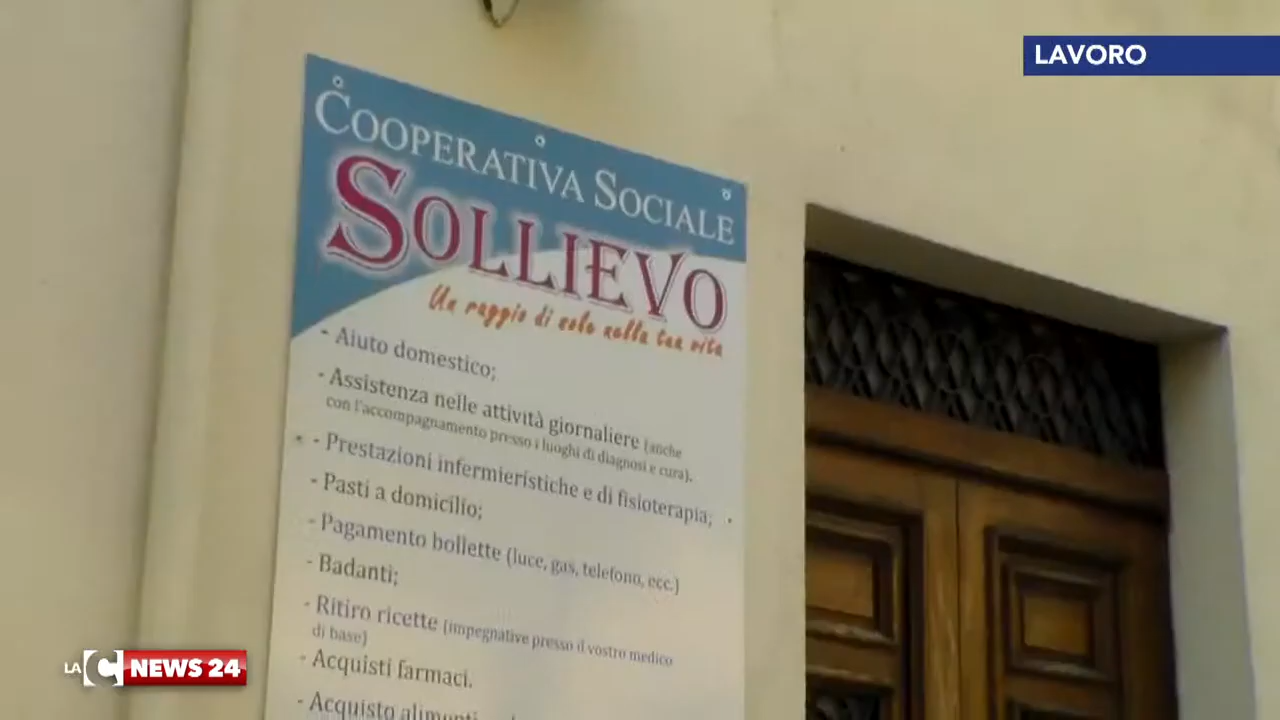 LAVORO
COOPERATIVA SOCIALE
SOLLIEVO
Un raggio di sole nella tua vita
- Aiuto domestico;
- Assistenza nelle attività giornaliere (anche
con l'accompagnamento presso i luoghi di diagnosi e cura).
- Prestazioni infermieristiche e di fisioterapia;
- Pasti a domicilio;
- Pagamento bollette (luce, gas, telefono, ecc.)
- Badanti;
- Ritiro ricette (impegnative presso il vostro medico
di base)
- Acquisti farmaci.
- Acquisto
LA C NEWS 24